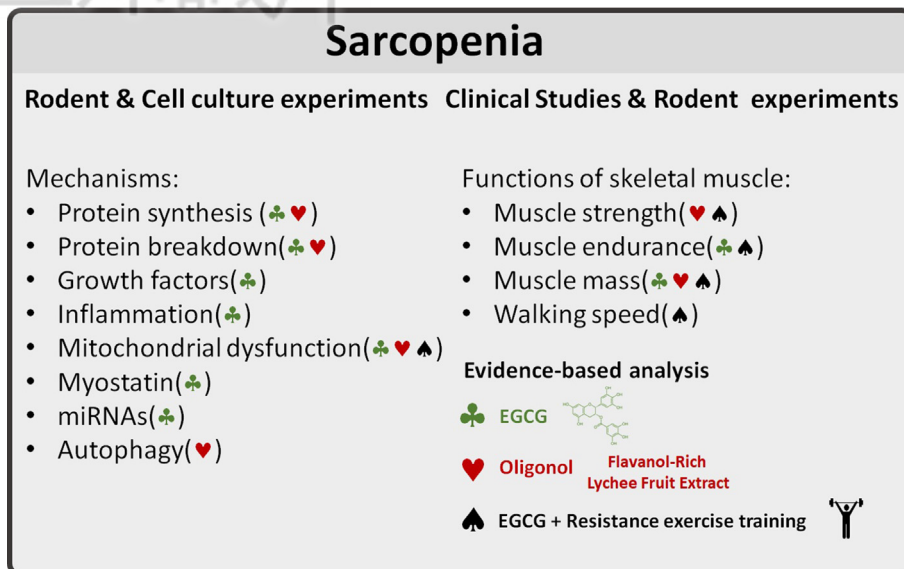 Sarcopenia
Rodent & Cell culture experiments
Mechanisms:
• Protein synthesis (♣ ♥)
• Protein breakdown(♣ ♥)
• Growth factors(♣)
• Inflammation(♣)
• Mitochondrial dysfunction(♣ ♥ ♠)
• Myostatin(♣)
• miRNAs(♣)
• Autophagy(♥)
Clinical Studies & Rodent experiments
Functions of skeletal muscle:
• Muscle strength(♥ ♠)
• Muscle endurance(♣ ♠)
• Muscle mass(♣ ♥ ♠)
• Walking speed(♠)
Evidence-based analysis
♣ EGCG
♥ Oligonol
Flavanol-Rich
Lychee Fruit Extract
♠ EGCG + Resistance exercise training